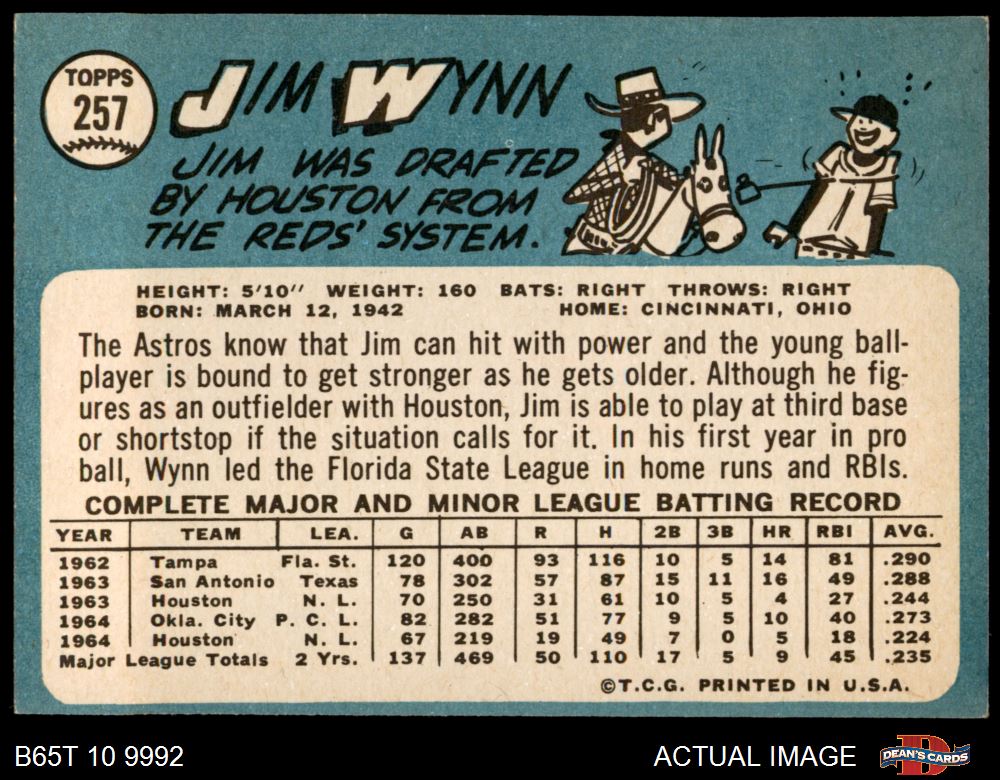 TOPPS
257
JIM WYNN
JIM WAS DRAFTED
BY HOUSTON FROM
THE REDS' SYSTEM.
HEIGHT: 5'10" WEIGHT: 160 BATS: RIGHT THROWS: RIGHT
BORN: MARCH 12, 1942 HOME: CINCINNATI, OHIO
The Astros know that Jim can hit with power and the young ball-
player is bound to get stronger as he gets older. Although he fig-
ures as an outfielder with Houston, Jim is able to play at third base
or shortstop if the situation calls for it. In his first year in pro
ball, Wynn led the Florida State League in home runs and RBIs.
COMPLETE MAJOR AND MINOR LEAGUE BATTING RECORD
YEAR TEAM LEA. G AB R H 2B 3B HR RBI AVG.
1962 Tampa Fla. St. 120 400 93 116 10 5 14 81 .290
1963 San Antonio Texas 78 302 57 87 15 11 16 49 .288
1963 Houston N. L. 70 250 31 61 10 5 4 27 .244
1964 Okla. City P. C. L. 82 282 51 77 9 5 10 40 .273
1964 Houston N. L. 67 219 19 49 7 0 5 18 .224
Major League Totals 2 Yrs. 137 469 50 110 17 5 9 45 .235
©T.C.G. PRINTED IN U.S.A.
B65T 10 9992 ACTUAL IMAGE DEAN'S CARDS